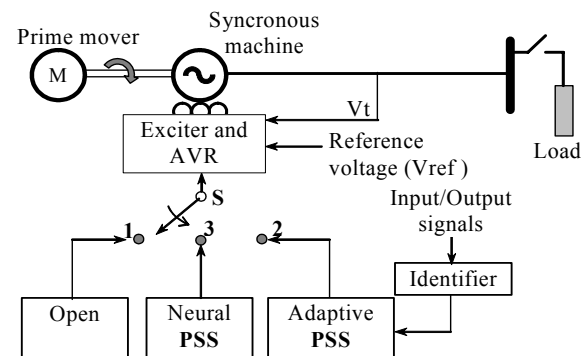 Prime mover
Syncronous
machine
M
Vt
Exciter and
AVR
Reference
voltage (Vref )
Load
S
Input/Output
signals
1
3
2
Identifier
Open
Neural
PSS
Adaptive
PSS